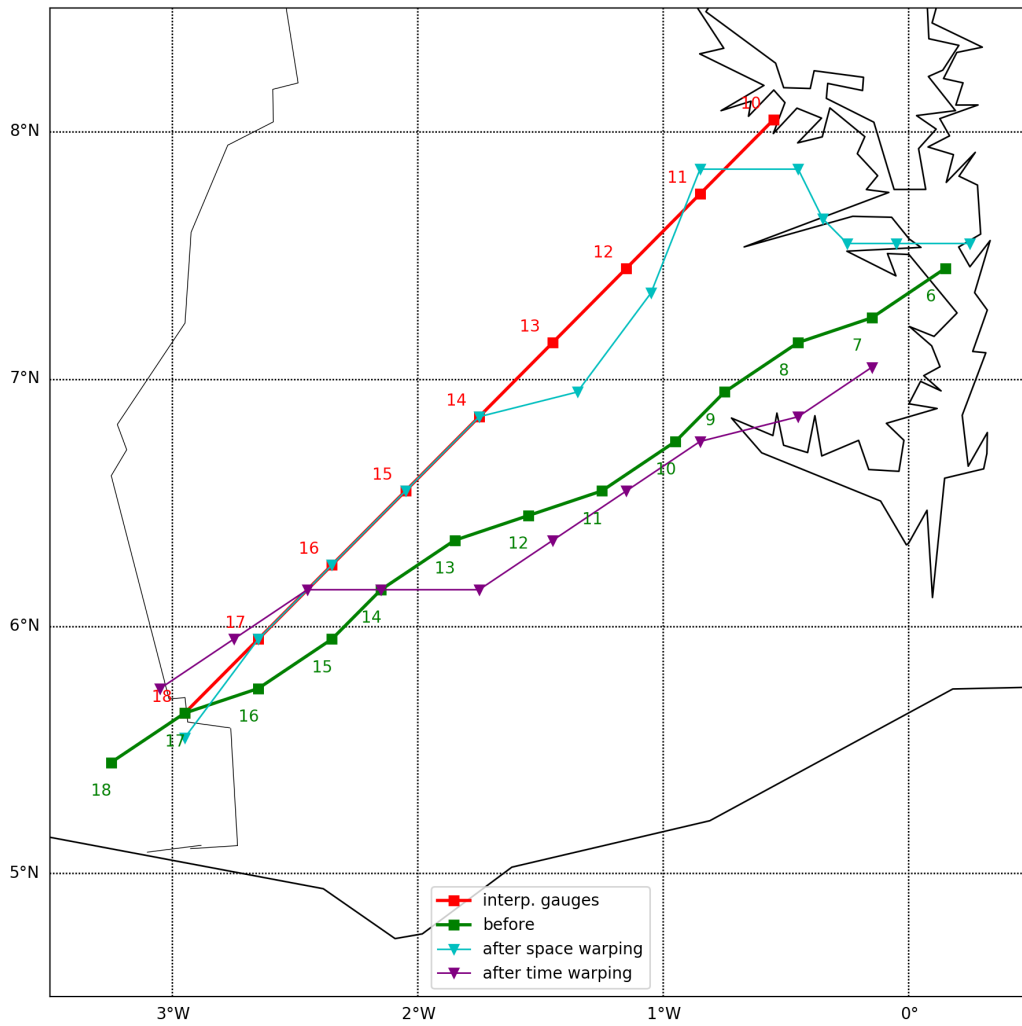 10
8°N
11
12
6
13
7
8
7°N
14
9
10
15
11
12
16
13
14
6°N
17
15
18
16
17
18
5°N
interp. gauges
before
after space warping
after time warping
3°W
2°W
1°W
0°